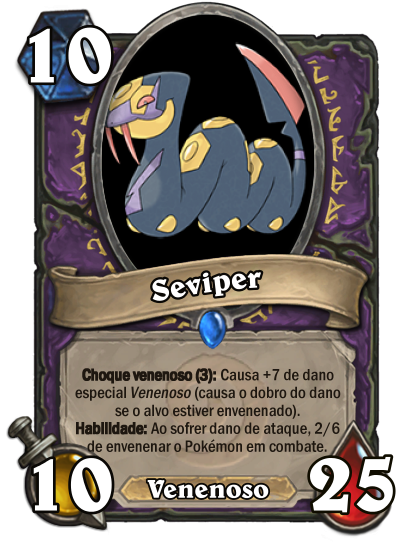 10
Seviper
Choque venenoso (3): Causa +7 de dano
especial Venenoso (causa o dobro do dano
se o alvo estiver envenenado).
Habilidade: Ao sofrer dano de ataque, 2/6
de envenenar o Pokémon em combate.
10
Venenoso
25